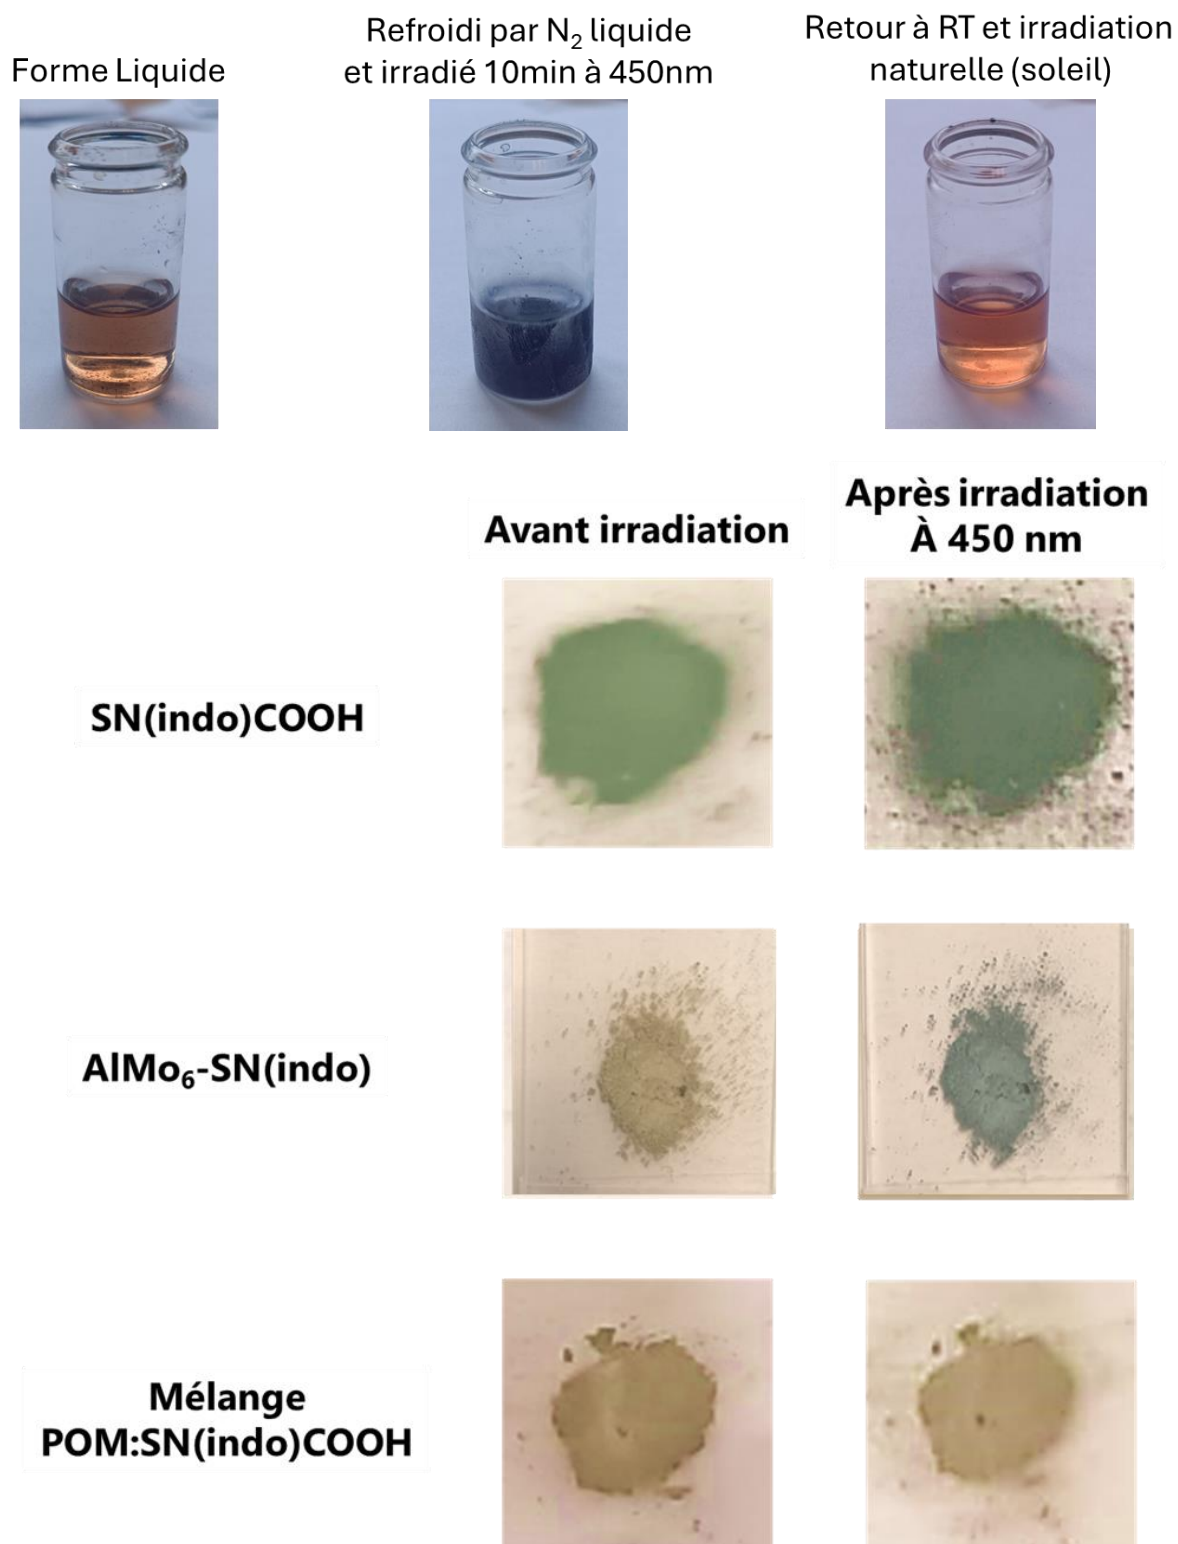 Forme Liquide
Refroidi par N₂ liquide
et irradié 10min à 450nm
Retour à RT et irradiation
naturelle (soleil)
Avant irradiation
Après irradiation
À 450 nm
SN(indo)COOH
AlMo₆-SN(indo)
Mélange
POM:SN(indo)COOH